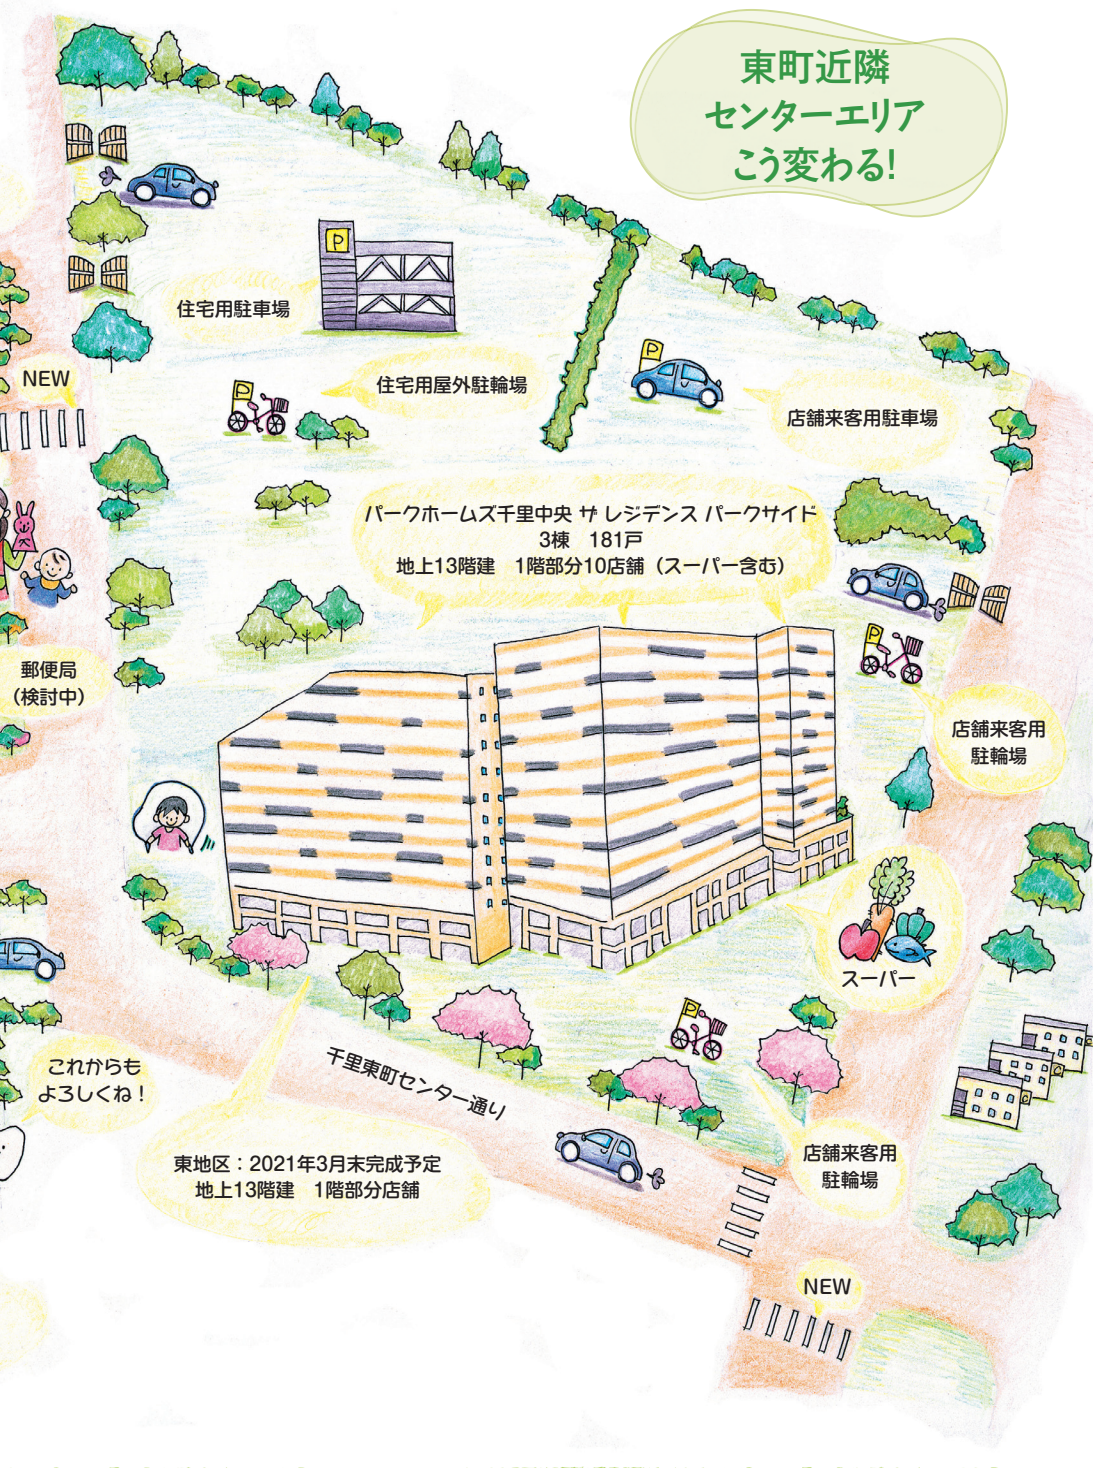 東町近隣
センターエリア
こう変わる!
P
住宅用駐車場
NEW
P
住宅用屋外駐輪場
P
店舗来客用駐車場
パークホームズ千里中央 ザ レジデンス パークサイド
3棟　181戸
地上13階建　1階部分10店舗（スーパー含む）
P
郵便局
（検討中）
店舗来客用
駐輪場
スーパー
P
これからも
よろしくね！
千里東町センター通り
東地区：2021年3月末完成予定
地上13階建　1階部分店舗
店舗来客用
駐輪場
NEW